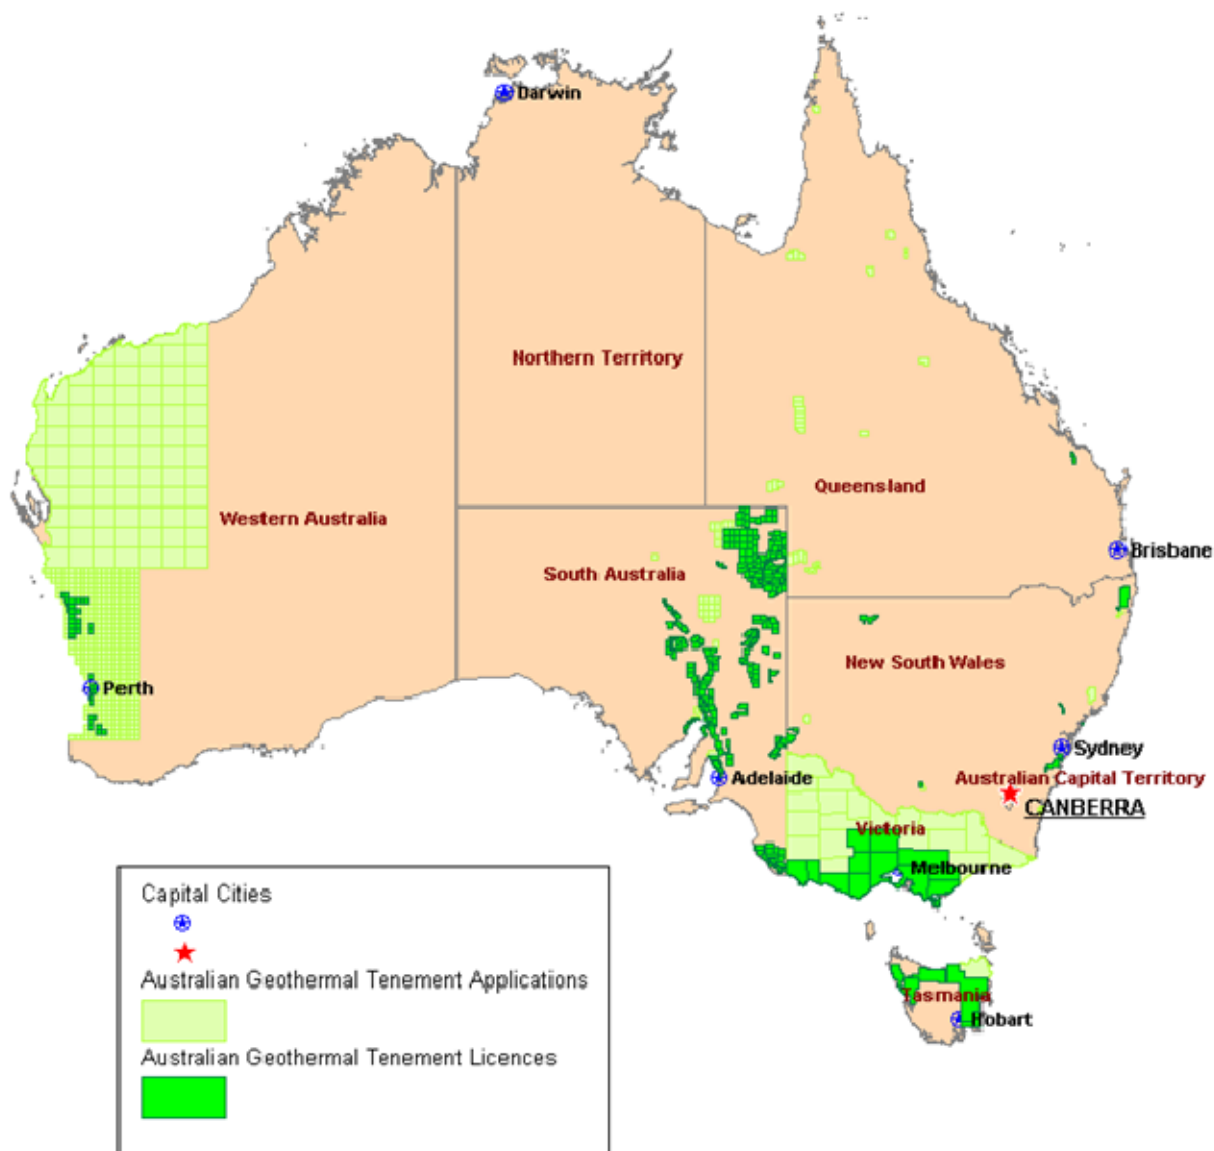 Darwin
Northern Territory
Queensland
Western Australia
Brisbane
South Australia
New South Wales
Perth
Sydney
Adelaide
Australian Capital Territory
CANBERRA
Victoria
Melbourne
Tasmania
Hobart
Capital Cities
Australian Geothermal Tenement Applications
Australian Geothermal Tenement Licences